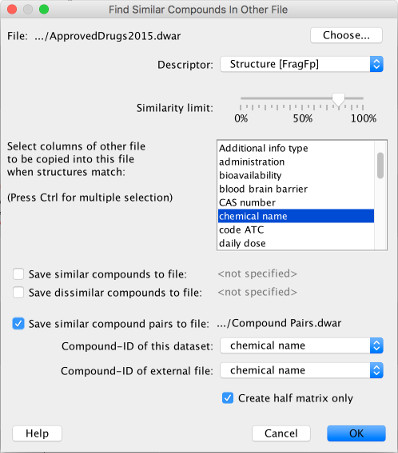 Find Similar Compounds In Other File
File: .../ApprovedDrugs2015.dwar Choose...
Descriptor: Structure [FragFp]
Similarity limit:
0% 50% 100%
Select columns of other file
to be copied into this file
when structures match:
(Press Ctrl for multiple selection)
Additional info type
administration
bioavailability
blood brain barrier
CAS number
chemical name
code ATC
daily dose
Save similar compounds to file: <not specified>
Save dissimilar compounds to file: <not specified>
Save similar compound pairs to file: .../Compound Pairs.dwar
Compound-ID of this dataset: chemical name
Compound-ID of external file: chemical name
Create half matrix only
Help Cancel OK